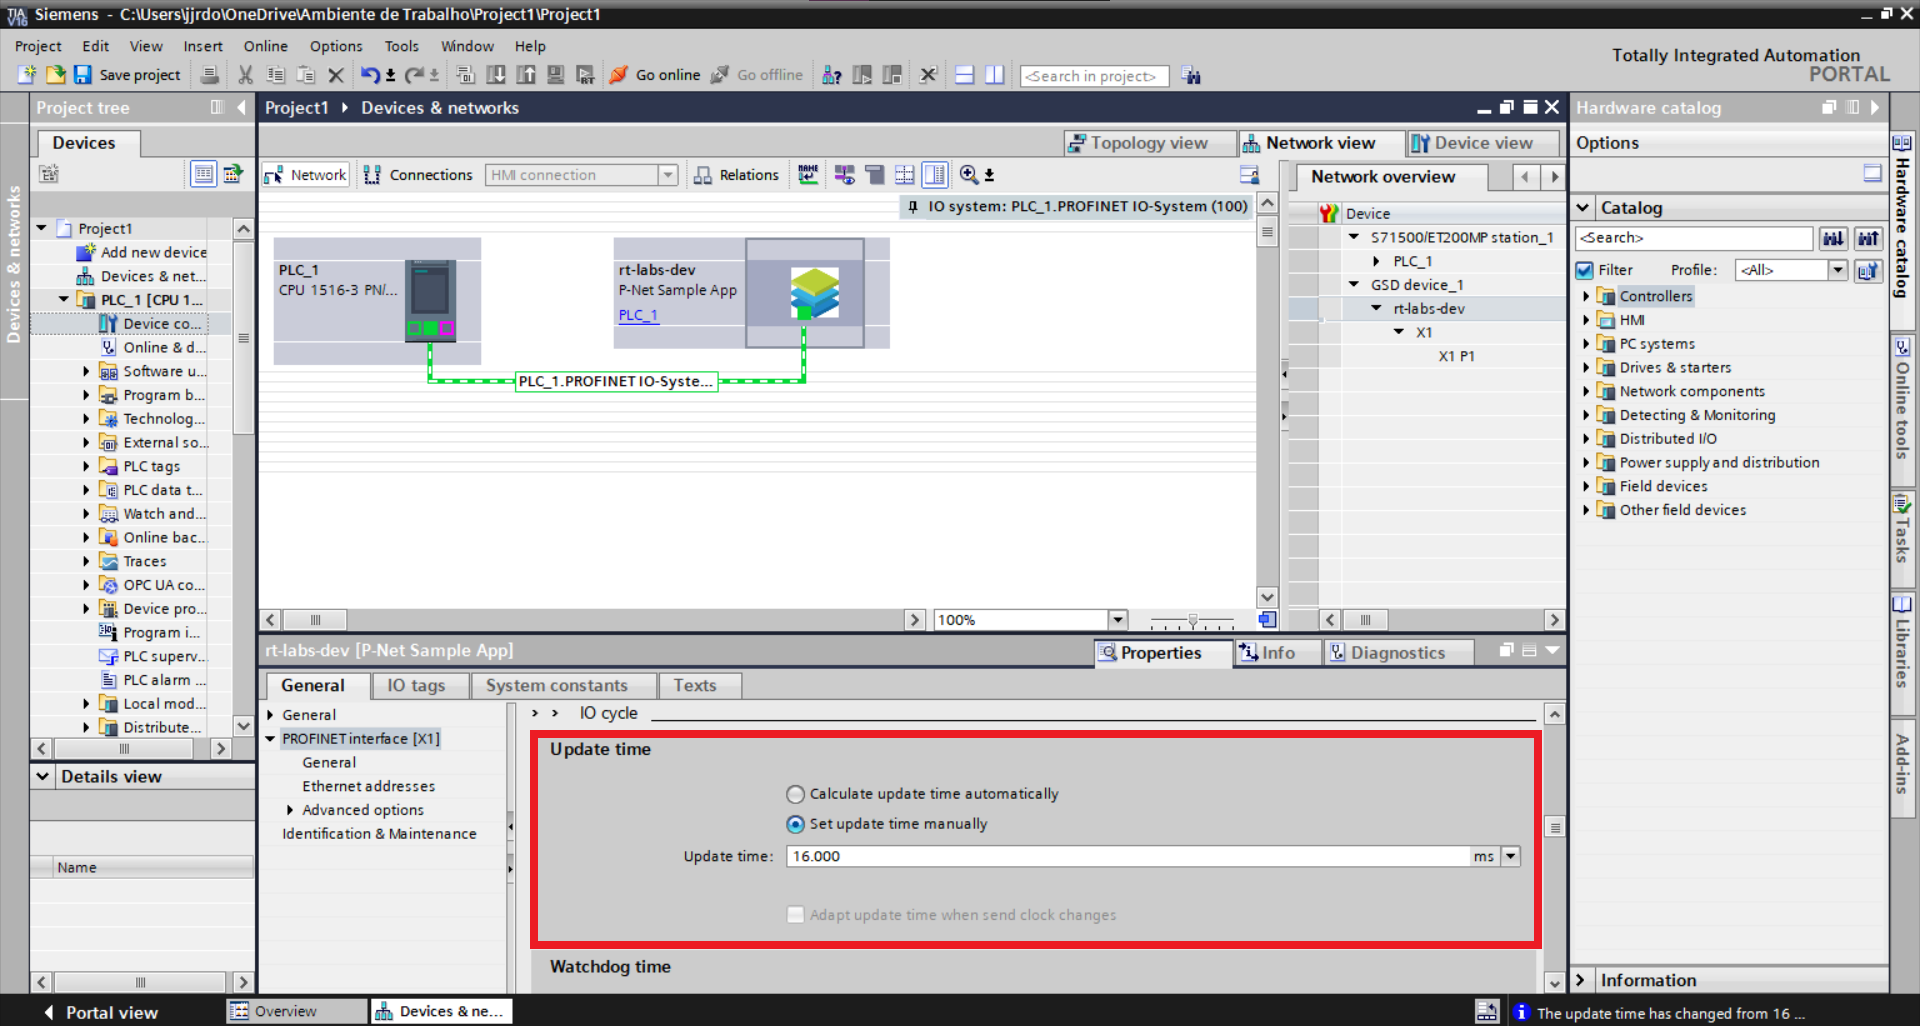 Siemens - C:\Users\jjrdo\OneDrive\Ambiente de Trabalho\Project1\Project1
Project Edit View Insert Online Options Tools Window Help
Totally Integrated Automation
PORTAL
Save project
Go online
Go offline
<Search in project>
Project tree
Project1 Devices & networks
Hardware catalog
Devices
Topology view
Network view
Device view
Options
Network
Connections
HMI connection
Relations
Network overview
IO system: PLC_1.PROFINET IO-System (100)
Device
Catalog
Project1
Add new device
Devices & net...
PLC_1 [CPU 1...
Device co...
Online & d...
Software u...
Program b...
Technolog...
External so...
PLC tags
PLC data t...
Watch and...
Online bac...
Traces
OPC UA co...
Device pro...
Program i...
PLC superv...
PLC alarm ...
Local mod...
Distribute...
PLC_1
CPU 1516-3 PN/...
rt-labs-dev
P-Net Sample App
PLC_1
PLC_1.PROFINET IO-Syste...
S71500/ET200MP station_1
PLC_1
GSD device_1
rt-labs-dev
X1
X1 P1
<Search>
Filter Profile: <All>
Controllers
HMI
PC systems
Drives & starters
Network components
Detecting & Monitoring
Distributed I/O
Power supply and distribution
Field devices
Other field devices
Devices & networks
Hardware catalog
Online tools
Tasks
Libraries
Add-ins
100%
rt-labs-dev [P-Net Sample App]
Properties
Info
Diagnostics
General
IO tags
System constants
Texts
General
PROFINET interface [X1]
General
Ethernet addresses
Advanced options
Identification & Maintenance
> > IO cycle
Update time
Calculate update time automatically
Set update time manually
Update time: 16.000 ms
Adapt update time when send clock changes
Watchdog time
Details view
Name
Information
Portal view
Overview
Devices & ne...
The update time has changed from 16 ...